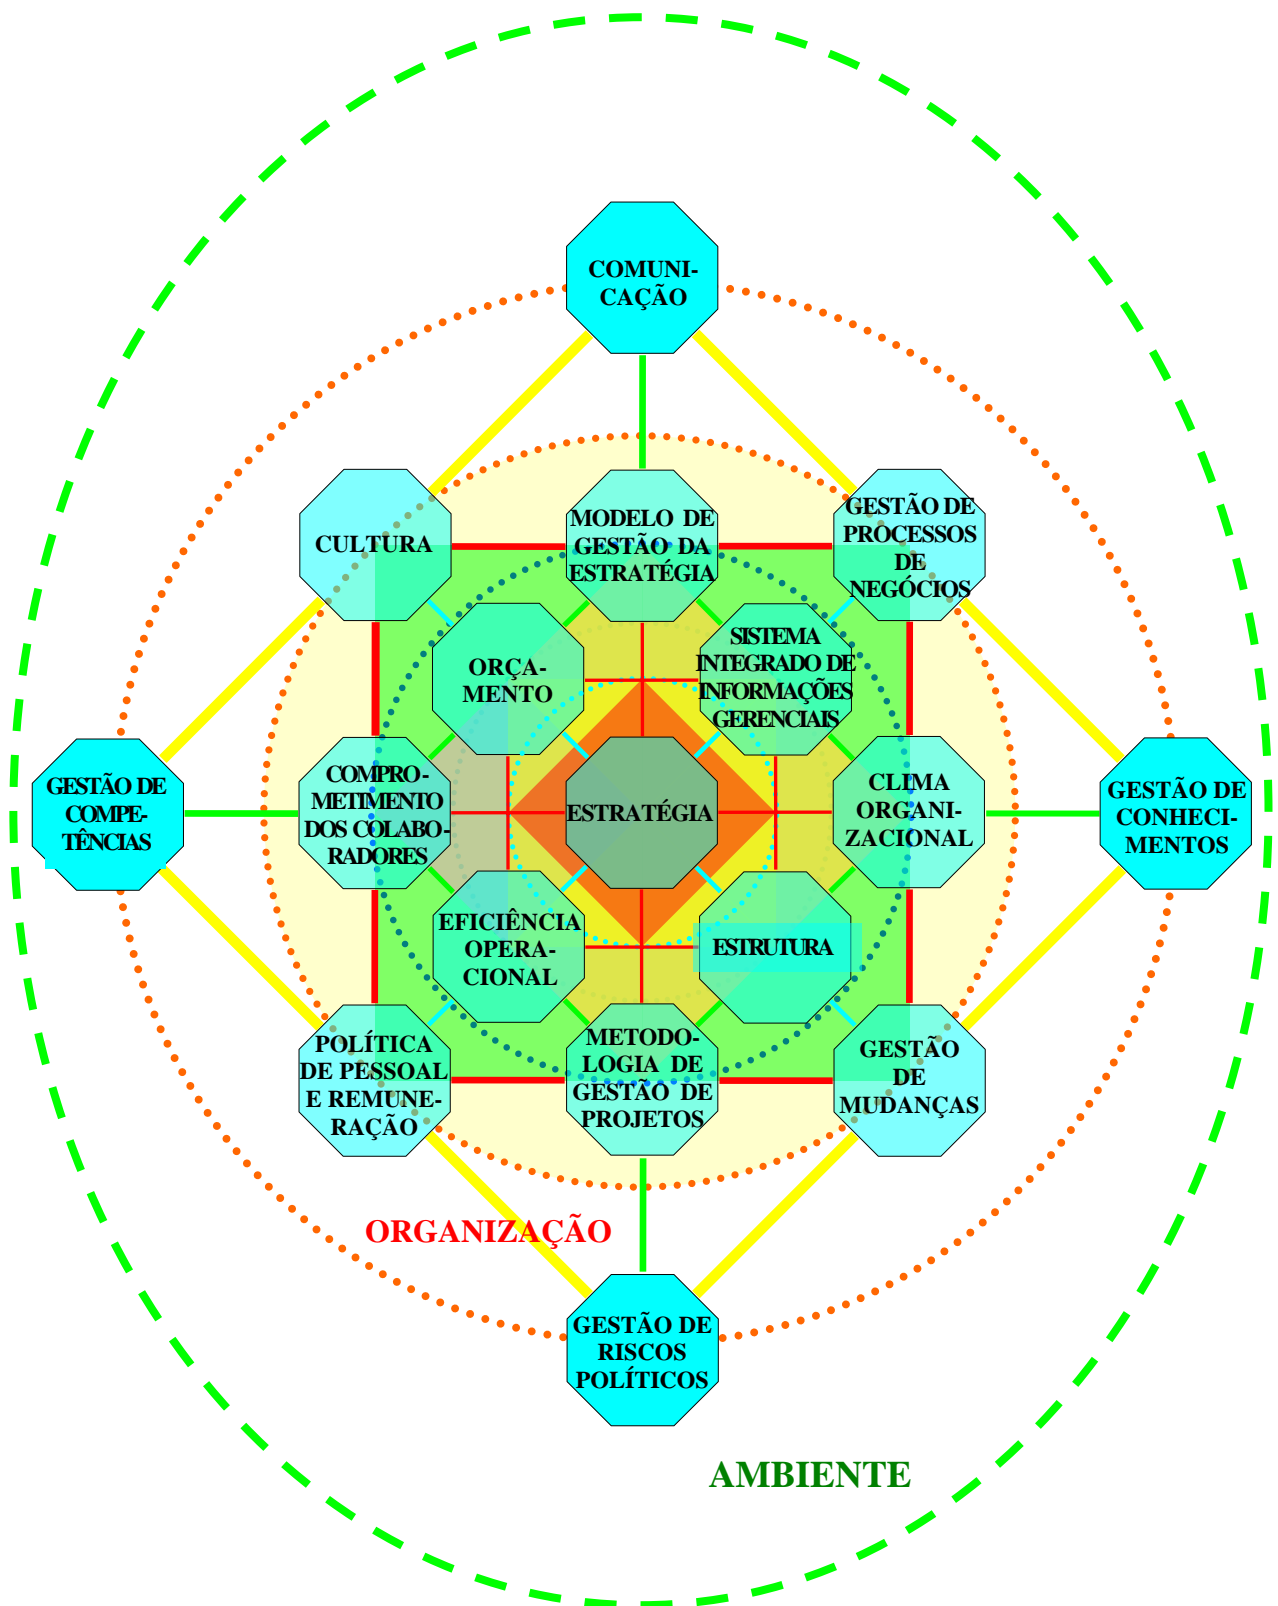 COMUNI-
CAÇÃO
CULTURA
MODELO DE
GESTÃO DA
ESTRATÉGIA
GESTÃO DE
PROCESSOS
DE
NEGÓCIOS
ORÇA-
MENTO
SISTEMA
INTEGRADO DE
INFORMAÇÕES
GERENCIAIS
GESTÃO DE
COMPE-
TÊNCIAS
COMPRO-
METIMENTO
DOS COLABO-
RADORES
ESTRATÉGIA
CLIMA
ORGANI-
ZACIONAL
GESTÃO DE
CONHECI-
MENTOS
EFICIÊNCIA
OPERA-
CIONAL
ESTRUTURA
POLÍTICA
DE PESSOAL
E REMUNE-
RAÇÃO
METODO-
LOGIA DE
GESTÃO DE
PROJETOS
GESTÃO
DE
MUDANÇAS
ORGANIZAÇÃO
GESTÃO DE
RISCOS
POLÍTICOS
AMBIENTE